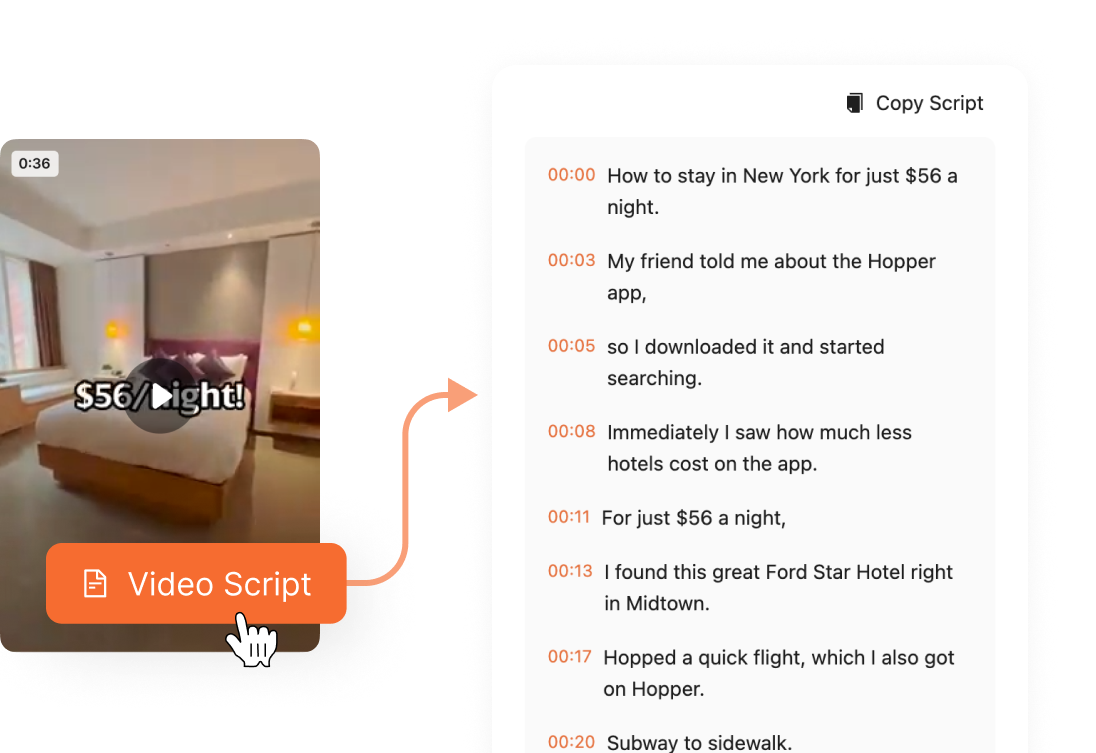 0:36
$56/night!
Video Script
Copy Script
00:00 How to stay in New York for just $56 a
night.
00:03 My friend told me about the Hopper
app,
00:05 so I downloaded it and started
searching.
00:08 Immediately I saw how much less
hotels cost on the app.
00:11 For just $56 a night,
00:13 I found this great Ford Star Hotel right
in Midtown.
00:17 Hopped a quick flight, which I also got
on Hopper.
00:20 Subway to sidewalk.